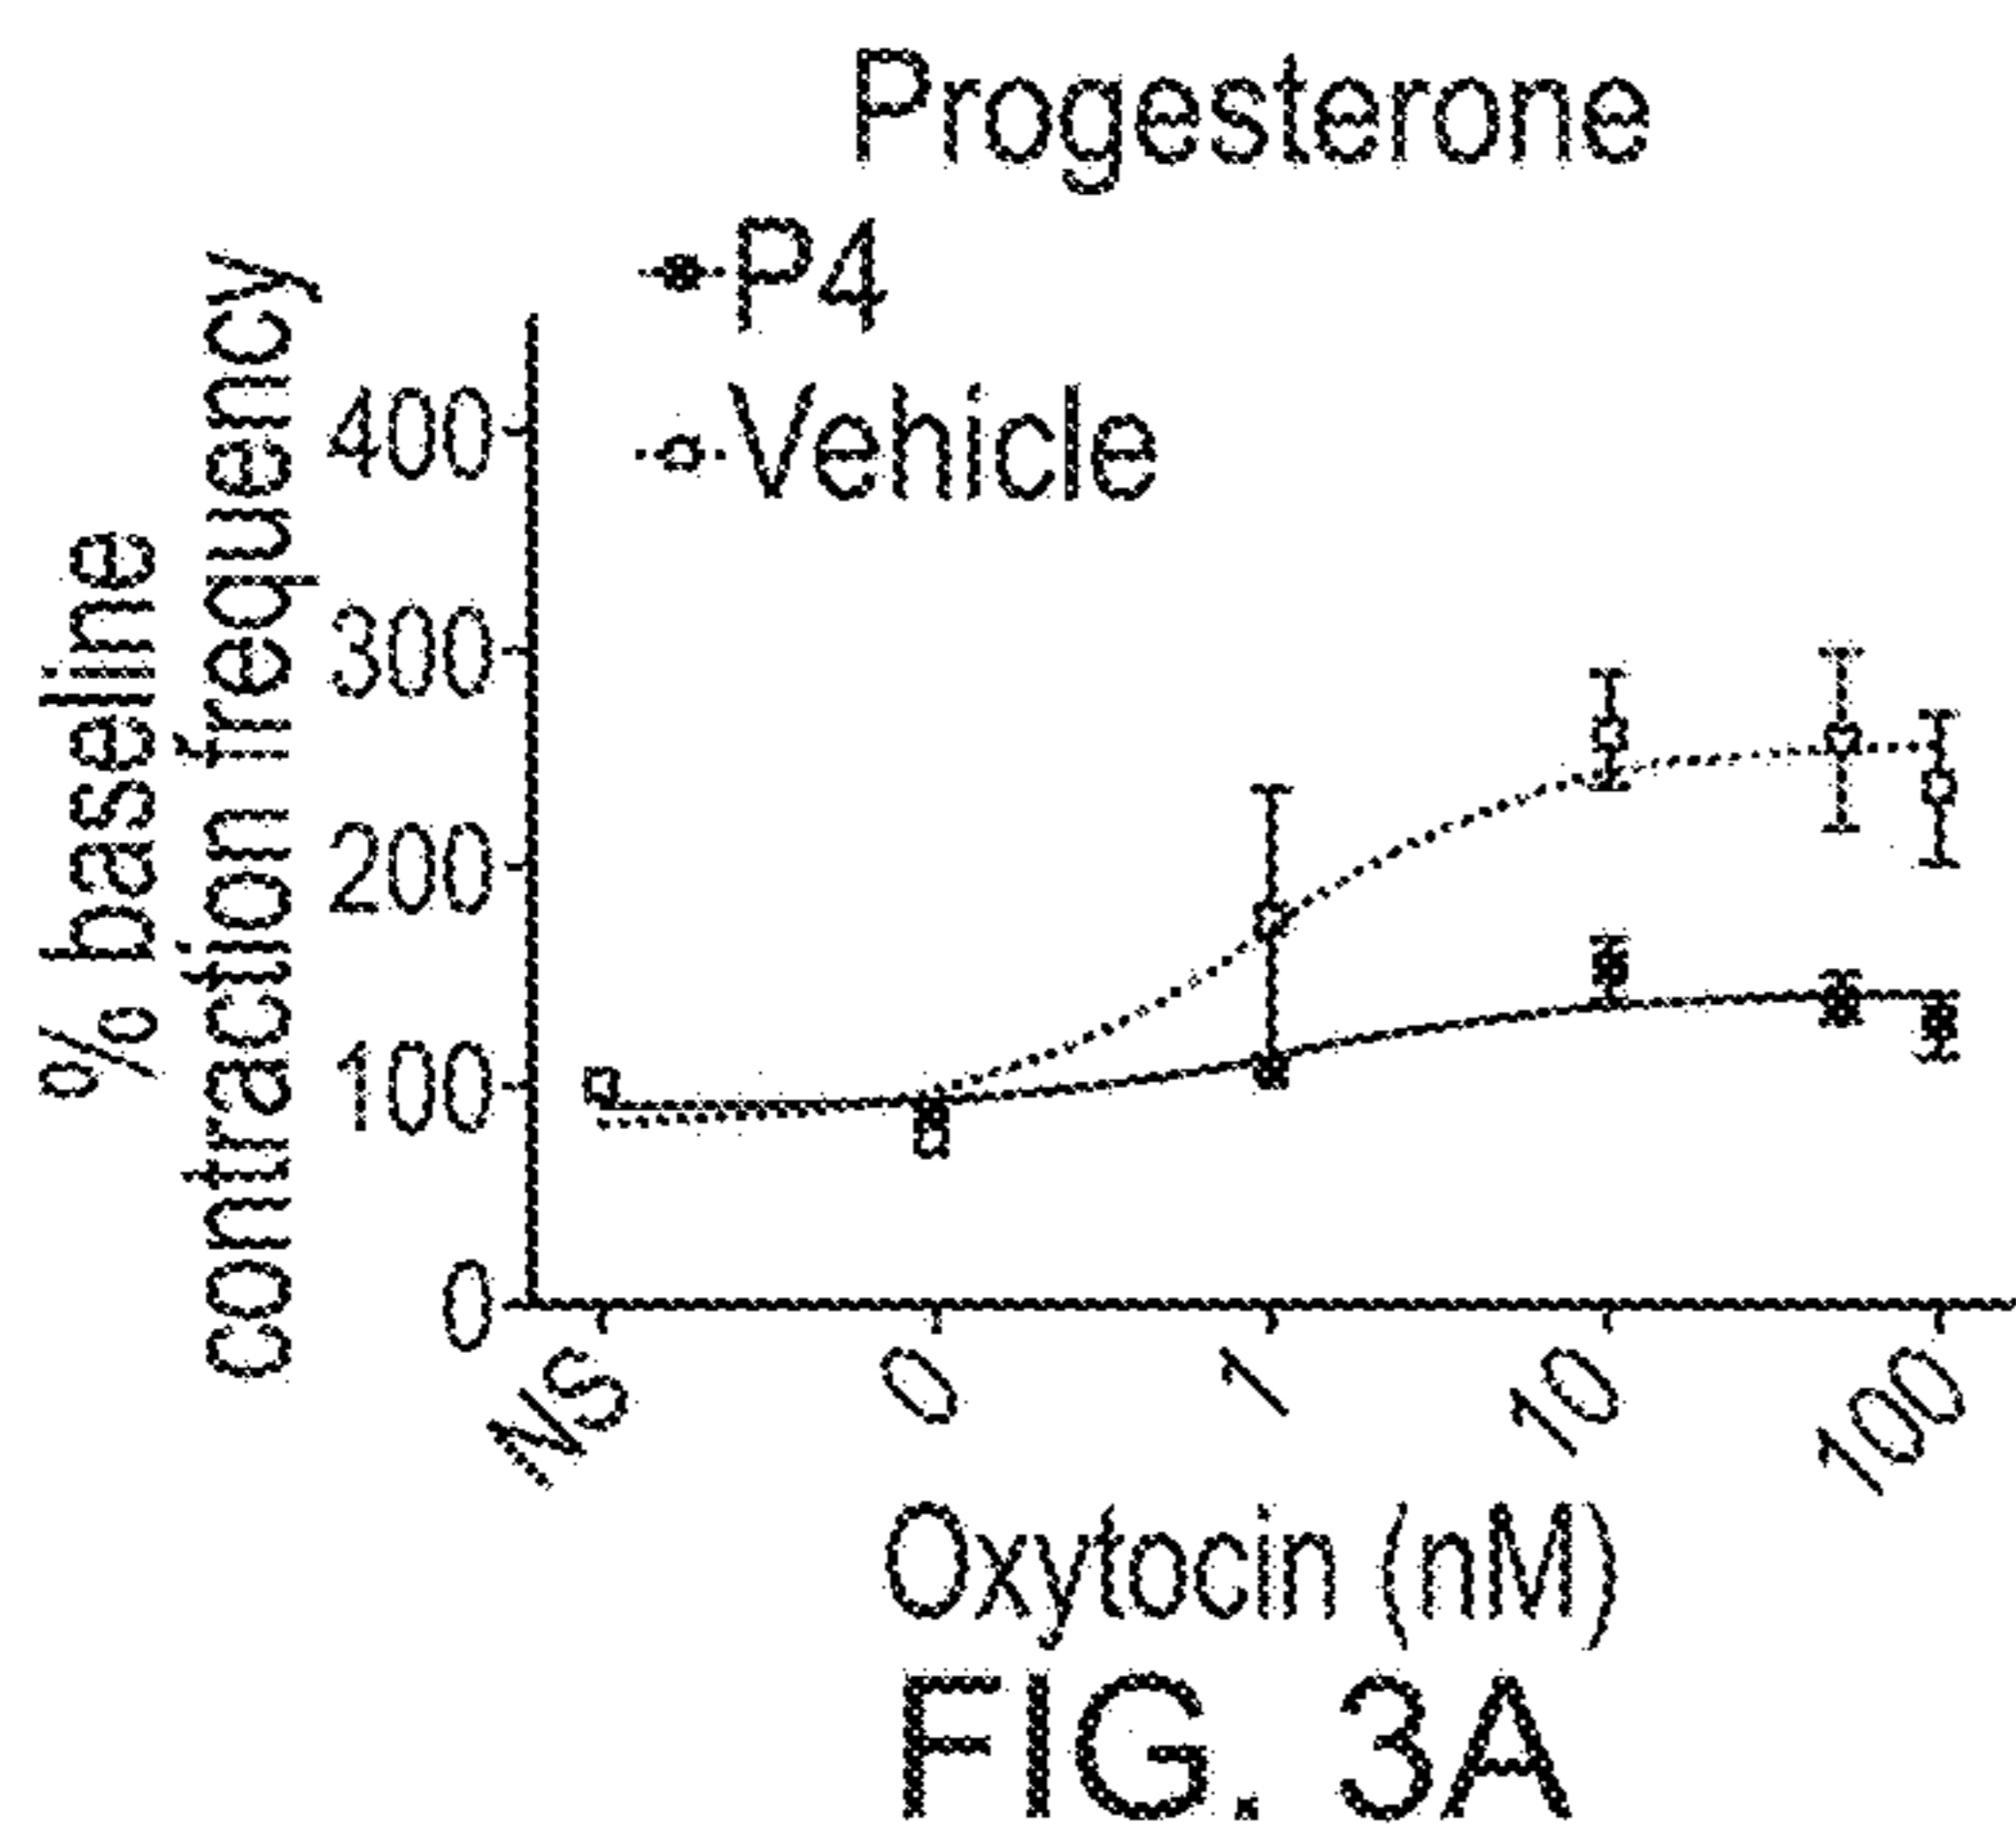 Progesterone
P4
Vehicle
% baseline
contraction frequency
400
300
200
100
0
NS 0 1 10 100
Oxytocin (nM)
FIG. 3A